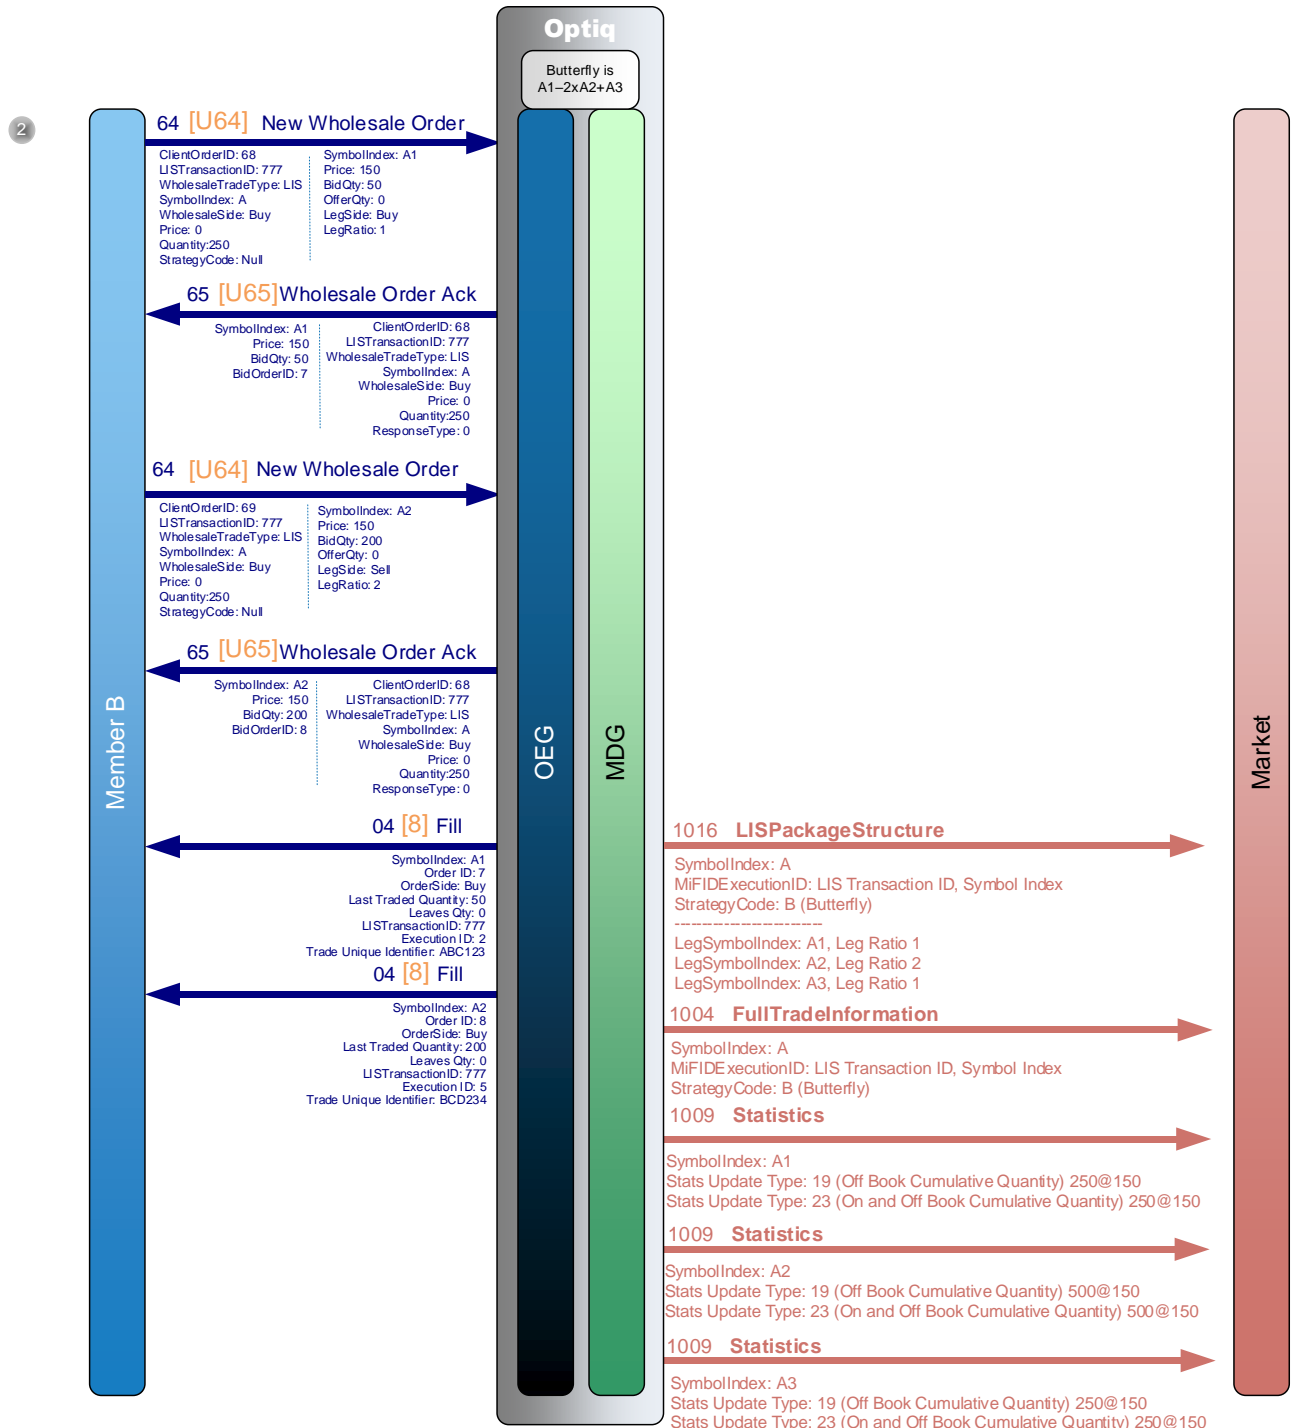 Optiq
Butterfly is
A1–2xA2+A3
2
64 [U64] New Wholesale Order
ClientOrderID: 68
LISTransactionID: 777
WholesaleTradeType: LIS
SymbolIndex: A
WholesaleSide: Buy
Price: 0
Quantity:250
StrategyCode: Null
SymbolIndex: A1
Price: 150
BidQty: 50
OfferQty: 0
LegSide: Buy
LegRatio: 1
65 [U65] Wholesale Order Ack
SymbolIndex: A1
Price: 150
BidQty: 50
BidOrderID: 7
ClientOrderID: 68
LISTransactionID: 777
WholesaleTradeType: LIS
SymbolIndex: A
WholesaleSide: Buy
Price: 0
Quantity:250
ResponseType: 0
64 [U64] New Wholesale Order
ClientOrderID: 69
LISTransactionID: 777
WholesaleTradeType: LIS
SymbolIndex: A
WholesaleSide: Buy
Price: 0
Quantity:250
StrategyCode: Null
SymbolIndex: A2
Price: 150
BidQty: 200
OfferQty: 0
LegSide: Sell
LegRatio: 2
65 [U65] Wholesale Order Ack
SymbolIndex: A2
Price: 150
BidQty: 200
BidOrderID: 8
ClientOrderID: 68
LISTransactionID: 777
WholesaleTradeType: LIS
SymbolIndex: A
WholesaleSide: Buy
Price: 0
Quantity:250
ResponseType: 0
Member B
OEG
MDG
Market
04 [8] Fill
SymbolIndex: A1
Order ID: 7
OrderSide: Buy
Last Traded Quantity: 50
Leaves Qty: 0
LISTransactionID: 777
Execution ID: 2
Trade Unique Identifier: ABC123
04 [8] Fill
SymbolIndex: A2
Order ID: 8
OrderSide: Buy
Last Traded Quantity: 200
Leaves Qty: 0
LISTransactionID: 777
Execution ID: 5
Trade Unique Identifier: BCD234
1016 LISPackageStructure
SymbolIndex: A
MiFIDExecutionID: LIS Transaction ID, Symbol Index
StrategyCode: B (Butterfly)
---------------------------
LegSymbolIndex: A1, Leg Ratio 1
LegSymbolIndex: A2, Leg Ratio 2
LegSymbolIndex: A3, Leg Ratio 1
1004 FullTradeInformation
SymbolIndex: A
MiFIDExecutionID: LIS Transaction ID, Symbol Index
StrategyCode: B (Butterfly)
1009 Statistics
SymbolIndex: A1
Stats Update Type: 19 (Off Book Cumulative Quantity) 250@150
Stats Update Type: 23 (On and Off Book Cumulative Quantity) 250@150
1009 Statistics
SymbolIndex: A2
Stats Update Type: 19 (Off Book Cumulative Quantity) 500@150
Stats Update Type: 23 (On and Off Book Cumulative Quantity) 500@150
1009 Statistics
SymbolIndex: A3
Stats Update Type: 19 (Off Book Cumulative Quantity) 250@150
Stats Update Type: 23 (On and Off Book Cumulative Quantity) 250@150